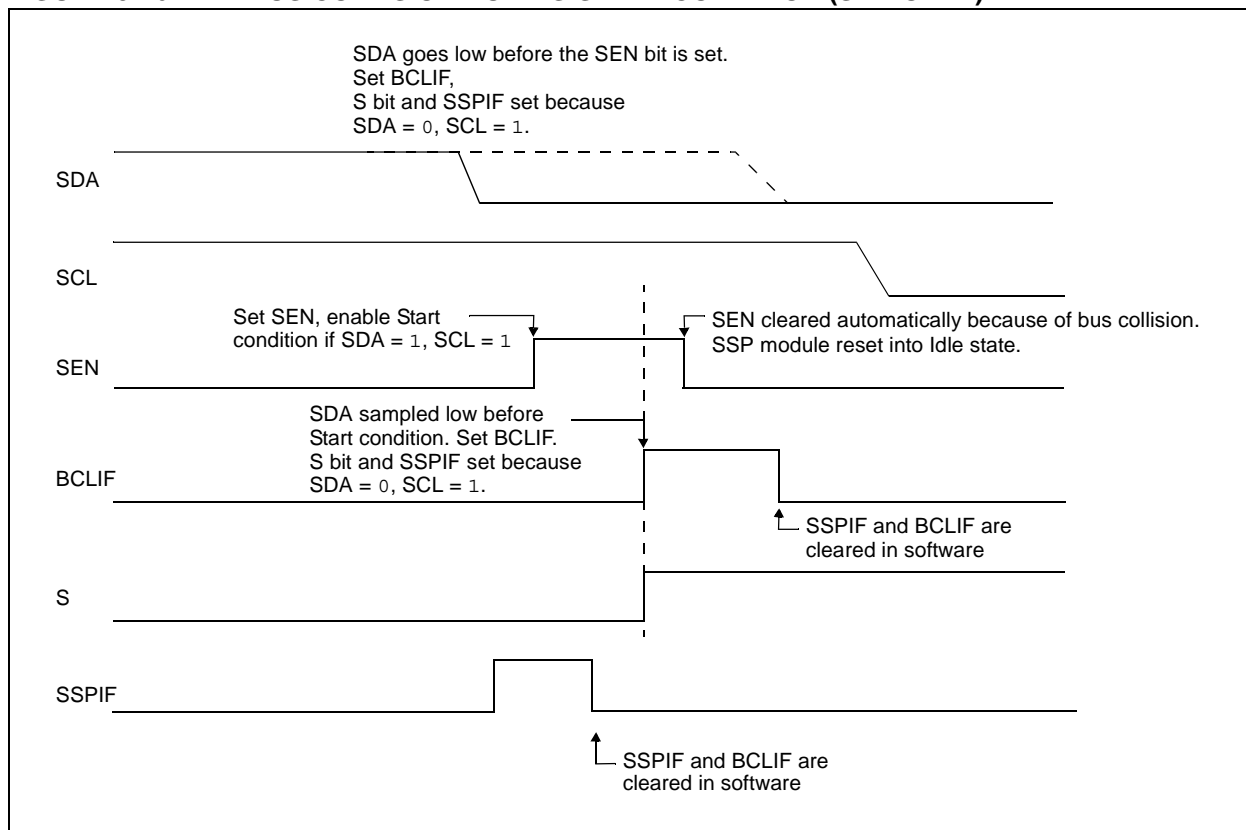 SDA goes low before the SEN bit is set.
Set BCLIF,
S bit and SSPIF set because
SDA = 0, SCL = 1.
SDA
SCL
Set SEN, enable Start
condition if SDA = 1, SCL = 1
SEN cleared automatically because of bus collision.
SSP module reset into Idle state.
SEN
SDA sampled low before
Start condition. Set BCLIF.
S bit and SSPIF set because
SDA = 0, SCL = 1.
BCLIF
SSPIF and BCLIF are
cleared in software
S
SSPIF
SSPIF and BCLIF are
cleared in software